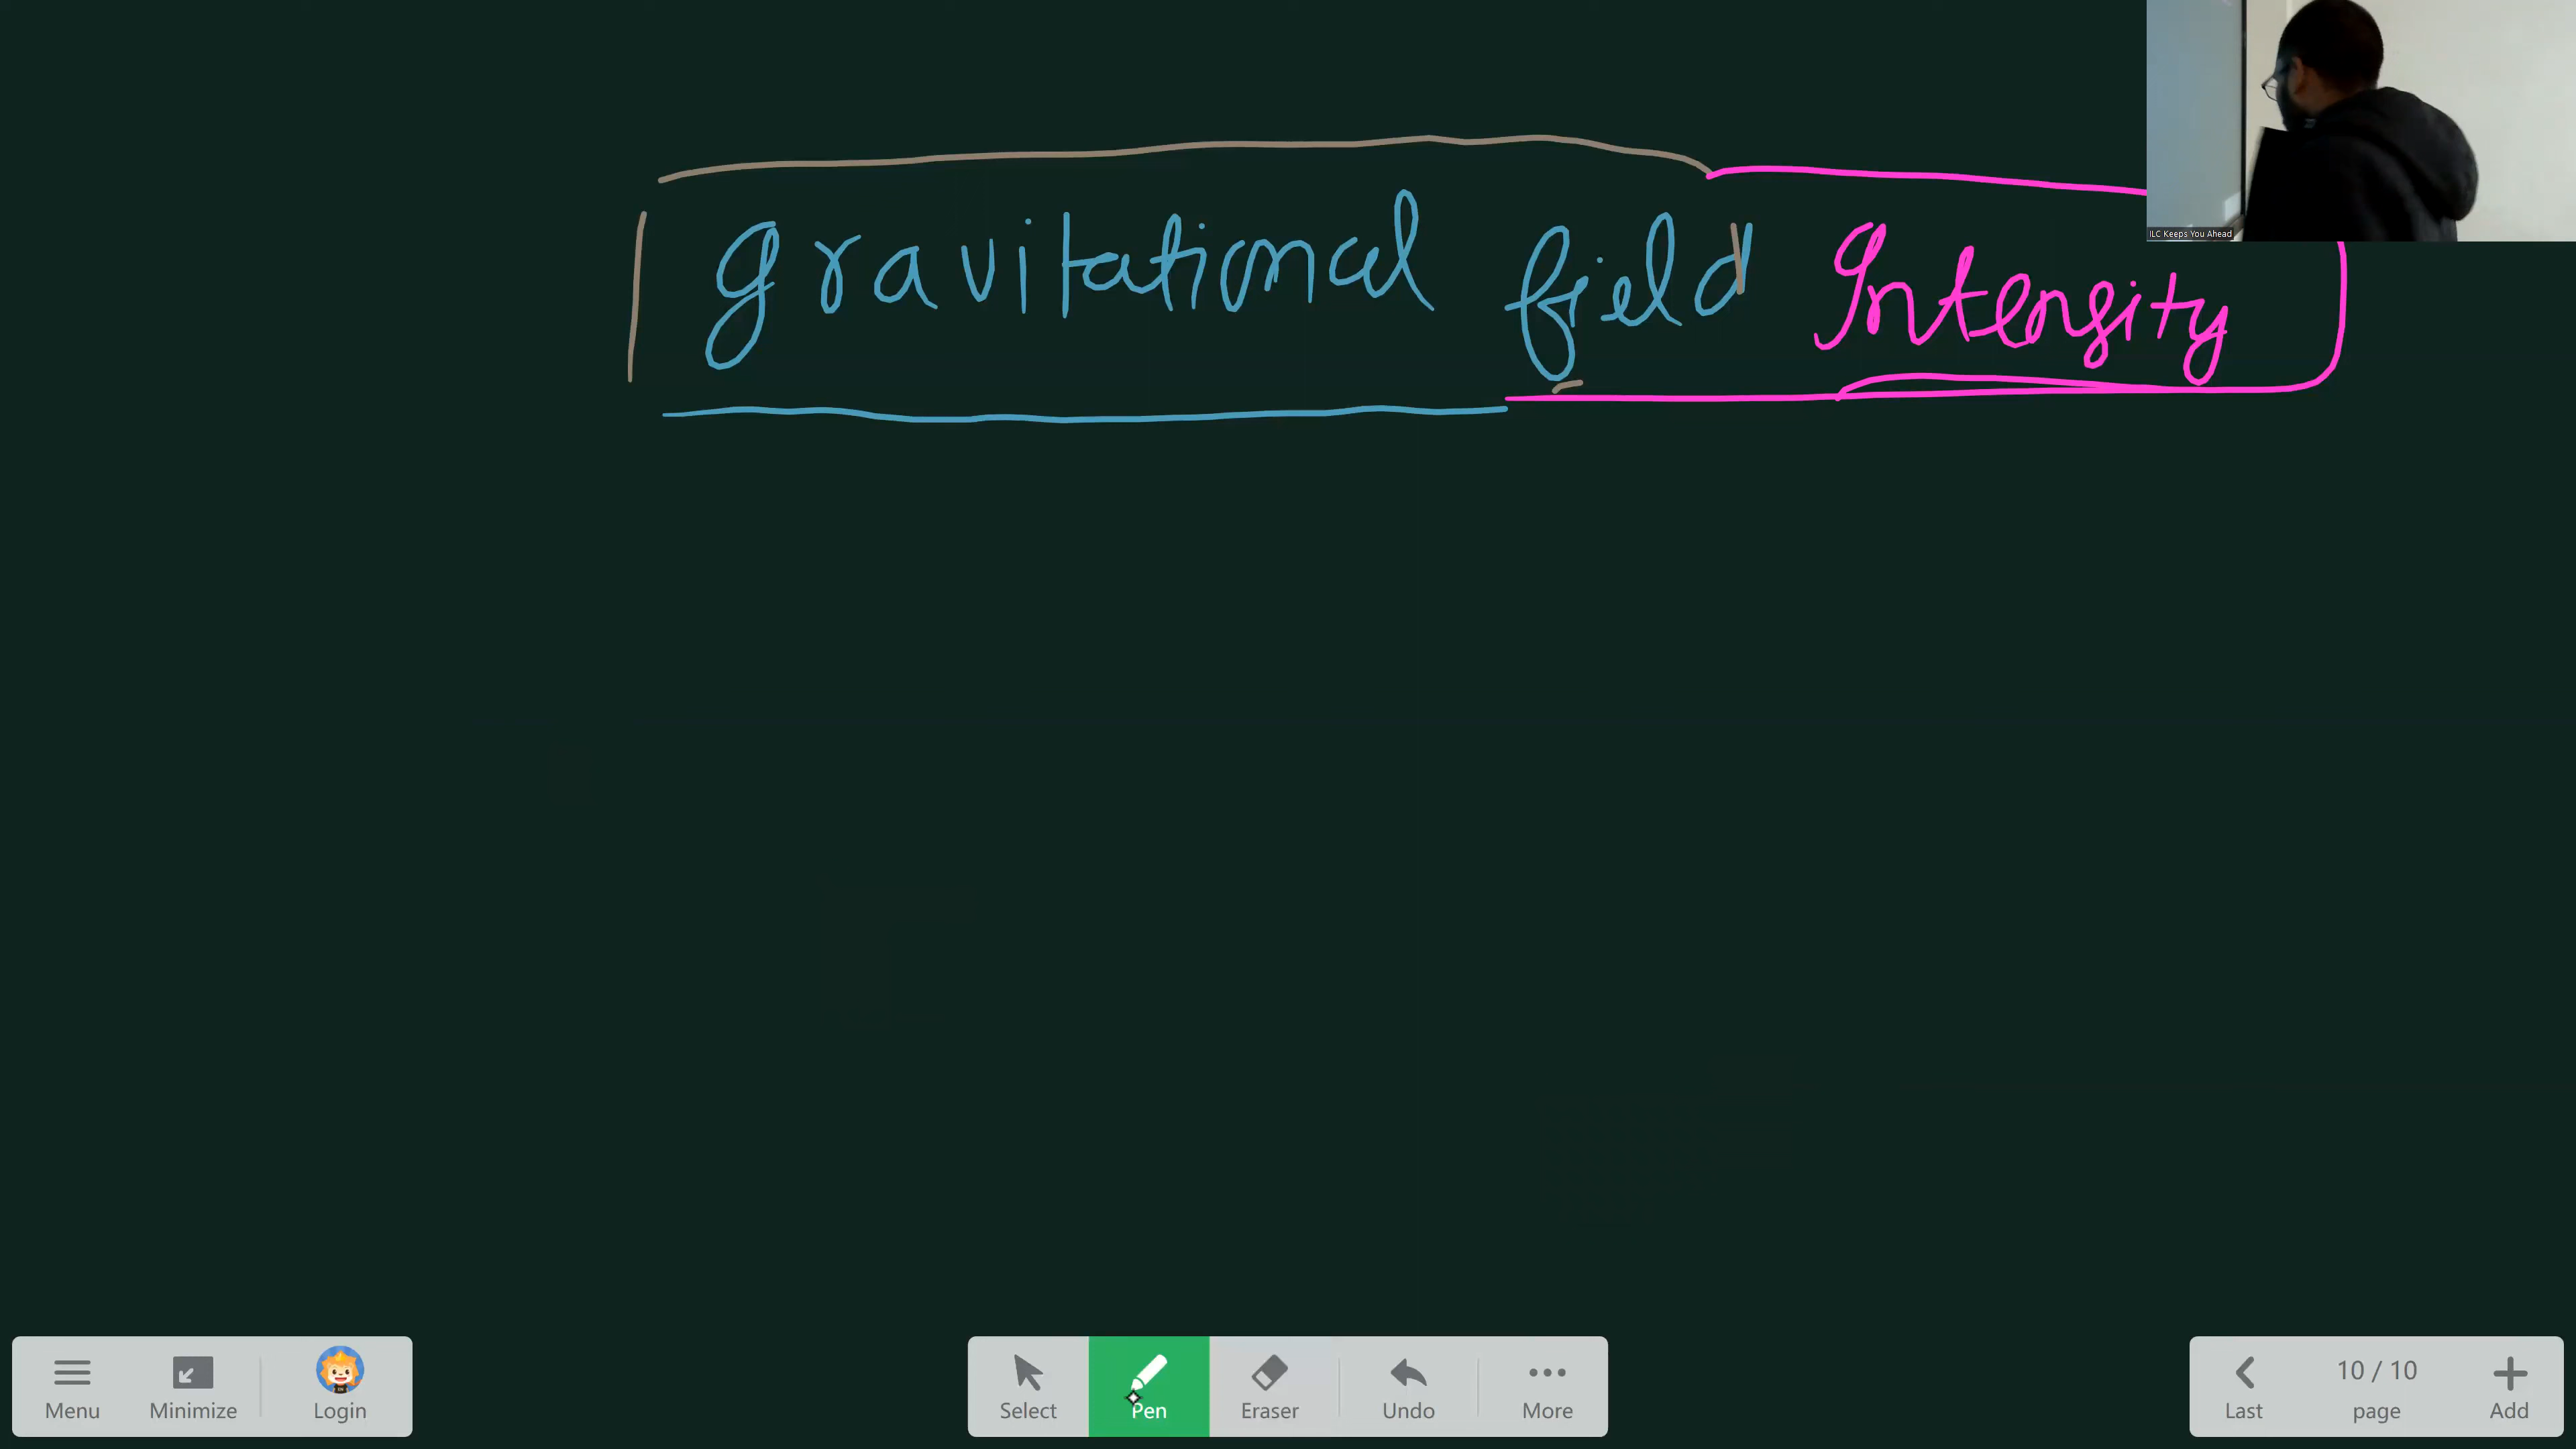 gravitational field Intensity
ILC Keeps You Ahead
Menu Minimize Login Select Pen Eraser Undo More Last 10 / 10 page Add